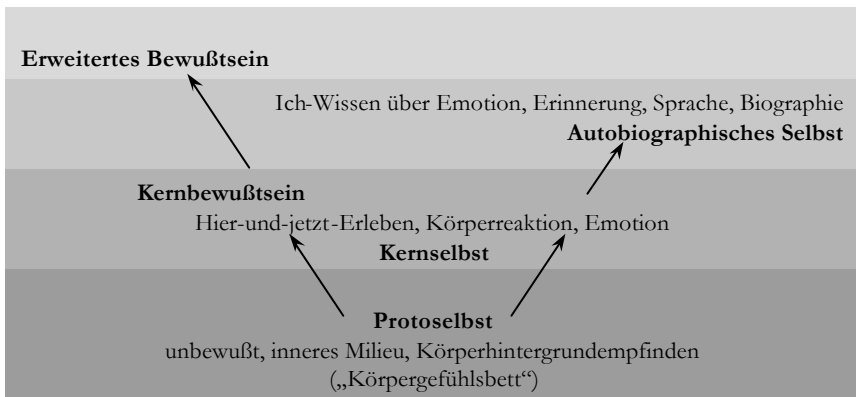 Erweitertes Bewußtsein
Ich-Wissen über Emotion, Erinnerung, Sprache, Biographie
Autobiographisches Selbst
Kernbewußtsein
Hier-und-jetzt-Erleben, Körperreaktion, Emotion
Kernselbst
Protoselbst
unbewußt, inneres Milieu, Körperhintergrundempfinden
(„Körpergefühlsbett“)